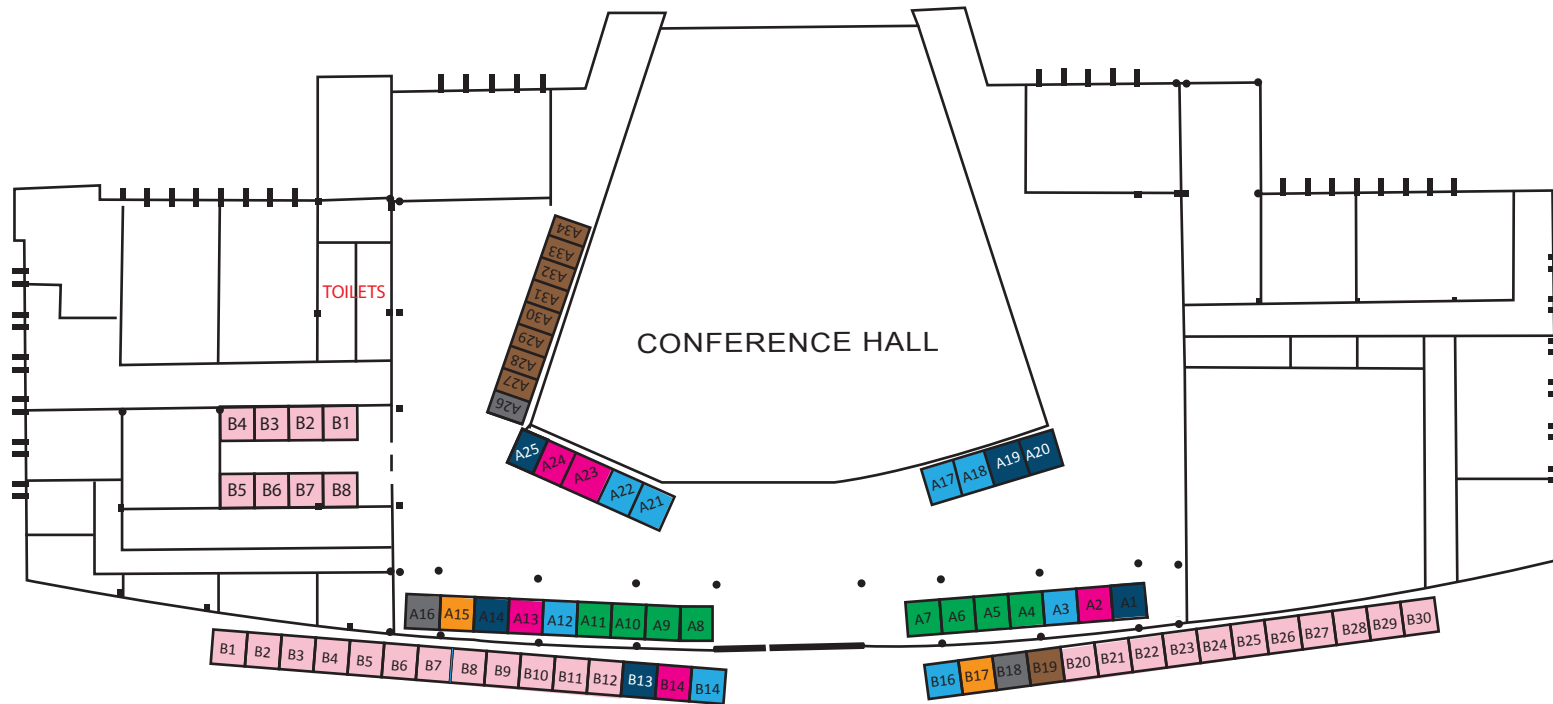 A34
A33
A32
A31
A30
A29
A28
A27
A26
TOILETS
CONFERENCE HALL
B4 B3 B2 B1
B5 B6 B7 B8
A25 A24 A23 A22 A21
A17 A18 A19 A20
A16 A15 A14 A13 A12 A11 A10 A9 A8
A7 A6 A5 A4 A3 A2 A1
B1 B2 B3 B4 B5 B6 B7 B8 B9 B10 B11 B12 B13 B14 B14
B16 B17 B18 B19 B20 B21 B22 B23 B24 B25 B26 B27 B28 B29 B30